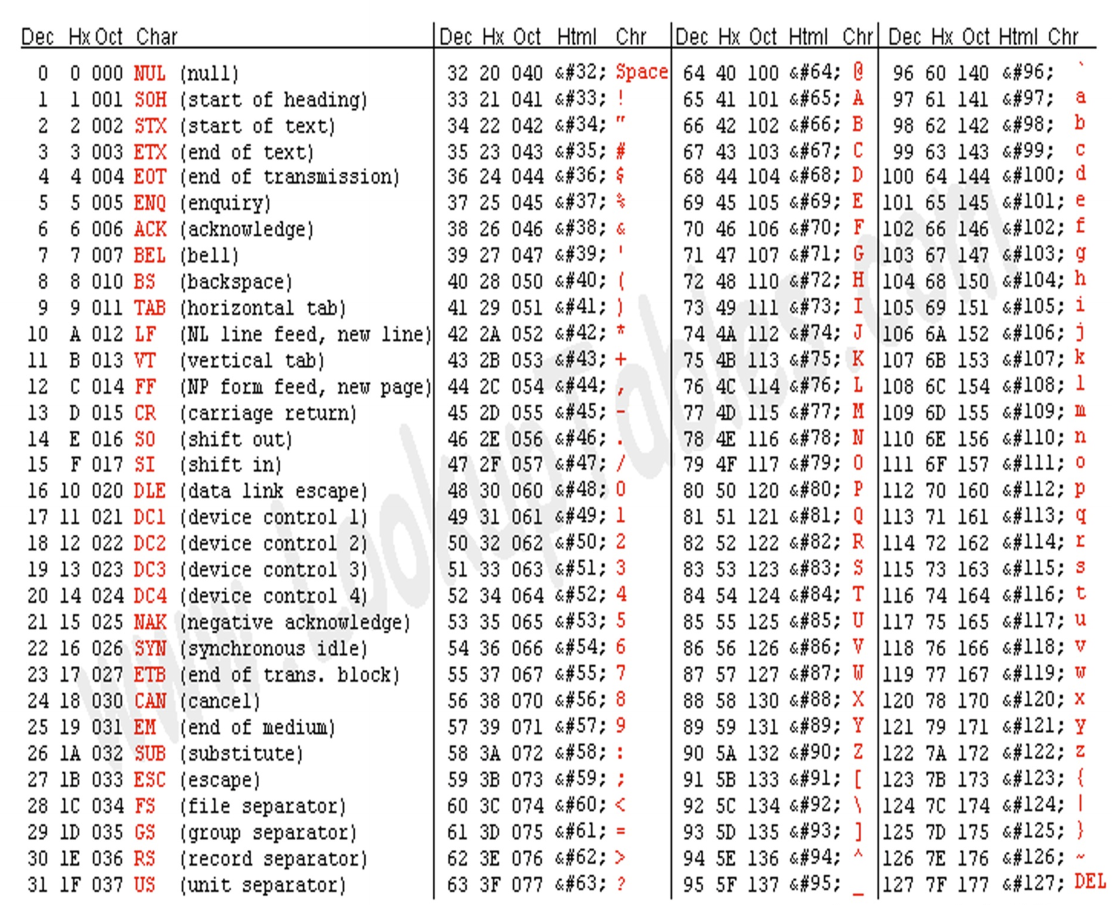 Dec Hx Oct Char Dec Hx Oct Html Chr Dec Hx Oct Html Chr Dec Hx Oct Html Chr
0 0 000 NUL (null) 32 20 040 &#32; Space 64 40 100 &#64; @ 96 60 140 &#96; `
1 1 001 SOH (start of heading) 33 21 041 &#33; ! 65 41 101 &#65; A 97 61 141 &#97; a
2 2 002 STX (start of text) 34 22 042 &#34; " 66 42 102 &#66; B 98 62 142 &#98; b
3 3 003 ETX (end of text) 35 23 043 &#35; # 67 43 103 &#67; C 99 63 143 &#99; c
4 4 004 EOT (end of transmission) 36 24 044 &#36; $ 68 44 104 &#68; D 100 64 144 &#100; d
5 5 005 ENQ (enquiry) 37 25 045 &#37; % 69 45 105 &#69; E 101 65 145 &#101; e
6 6 006 ACK (acknowledge) 38 26 046 &#38; & 70 46 106 &#70; F 102 66 146 &#102; f
7 7 007 BEL (bell) 39 27 047 &#39; ' 71 47 107 &#71; G 103 67 147 &#103; g
8 8 010 BS (backspace) 40 28 050 &#40; ( 72 48 110 &#72; H 104 68 150 &#104; h
9 9 011 TAB (horizontal tab) 41 29 051 &#41; ) 73 49 111 &#73; I 105 69 151 &#105; i
10 A 012 LF (NL line feed, new line) 42 2A 052 &#42; * 74 4A 112 &#74; J 106 6A 152 &#106; j
11 B 013 VT (vertical tab) 43 2B 053 &#43; + 75 4B 113 &#75; K 107 6B 153 &#107; k
12 C 014 FF (NP form feed, new page) 44 2C 054 &#44; , 76 4C 114 &#76; L 108 6C 154 &#108; l
13 D 015 CR (carriage return) 45 2D 055 &#45; - 77 4D 115 &#77; M 109 6D 155 &#109; m
14 E 016 SO (shift out) 46 2E 056 &#46; . 78 4E 116 &#78; N 110 6E 156 &#110; n
15 F 017 SI (shift in) 47 2F 057 &#47; / 79 4F 117 &#79; O 111 6F 157 &#111; o
16 10 020 DLE (data link escape) 48 30 060 &#48; 0 80 50 120 &#80; P 112 70 160 &#112; p
17 11 021 DC1 (device control 1) 49 31 061 &#49; 1 81 51 121 &#81; Q 113 71 161 &#113; q
18 12 022 DC2 (device control 2) 50 32 062 &#50; 2 82 52 122 &#82; R 114 72 162 &#114; r
19 13 023 DC3 (device control 3) 51 33 063 &#51; 3 83 53 123 &#83; S 115 73 163 &#115; s
20 14 024 DC4 (device control 4) 52 34 064 &#52; 4 84 54 124 &#84; T 116 74 164 &#116; t
21 15 025 NAK (negative acknowledge) 53 35 065 &#53; 5 85 55 125 &#85; U 117 75 165 &#117; u
22 16 026 SYN (synchronous idle) 54 36 066 &#54; 6 86 56 126 &#86; V 118 76 166 &#118; v
23 17 027 ETB (end of trans. block) 55 37 067 &#55; 7 87 57 127 &#87; W 119 77 167 &#119; w
24 18 030 CAN (cancel) 56 38 070 &#56; 8 88 58 130 &#88; X 120 78 170 &#120; x
25 19 031 EM (end of medium) 57 39 071 &#57; 9 89 59 131 &#89; Y 121 79 171 &#121; y
26 1A 032 SUB (substitute) 58 3A 072 &#58; : 90 5A 132 &#90; Z 122 7A 172 &#122; z
27 1B 033 ESC (escape) 59 3B 073 &#59; ; 91 5B 133 &#91; [ 123 7B 173 &#123; {
28 1C 034 FS (file separator) 60 3C 074 &#60; < 92 5C 134 &#92; \ 124 7C 174 &#124; |
29 1D 035 GS (group separator) 61 3D 075 &#61; = 93 5D 135 &#93; ] 125 7D 175 &#125; }
30 1E 036 RS (record separator) 62 3E 076 &#62; > 94 5E 136 &#94; ^ 126 7E 176 &#126; ~
31 1F 037 US (unit separator) 63 3F 077 &#63; ? 95 5F 137 &#95; _ 127 7F 177 &#127; DEL
www.LookupTables.com